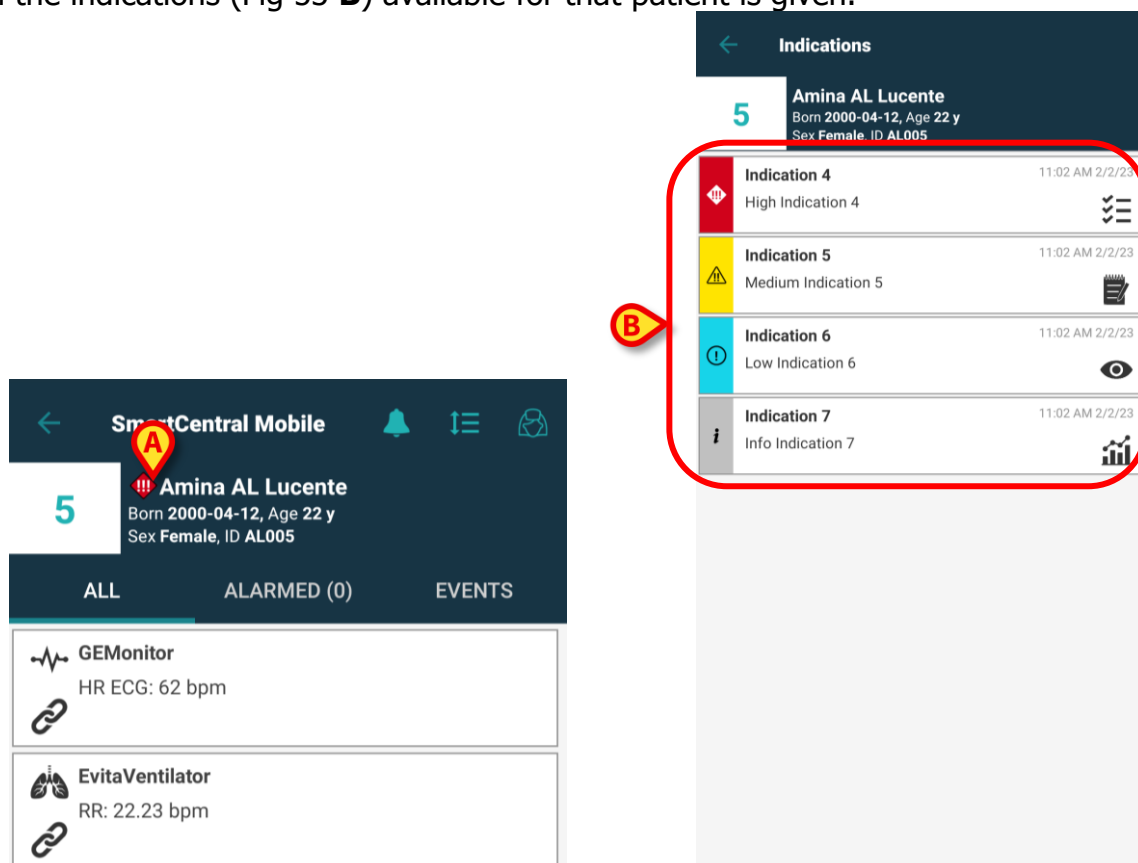 the indications (Fig 53 B) available for that patient is given.
Indications
5
Amina AL Lucente
Born 2000-04-12, Age 22 y
Sex Female, ID AL005
Indication 4
11:02 AM 2/2/23
High Indication 4
Indication 5
11:02 AM 2/2/23
Medium Indication 5
B
Indication 6
11:02 AM 2/2/23
Low Indication 6
Indication 7
11:02 AM 2/2/23
Info Indication 7
SmartCentral Mobile
A
5
Amina AL Lucente
Born 2000-04-12, Age 22 y
Sex Female, ID AL005
ALL
ALARMED (0)
EVENTS
GEMonitor
HR ECG: 62 bpm
EvitaVentilator
RR: 22.23 bpm